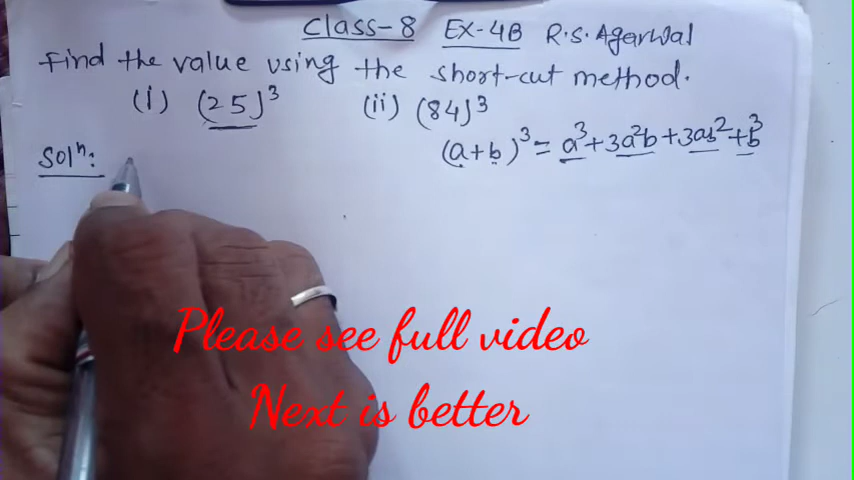 Class-8 EX-4B R.S. Agarwal
Find the value using the short-cut method.
(i) (25)³ (ii) (84)³
(a+b)³ = a³+3a²b+3ab²+b³
Solⁿ:
Please see full video
Next is better